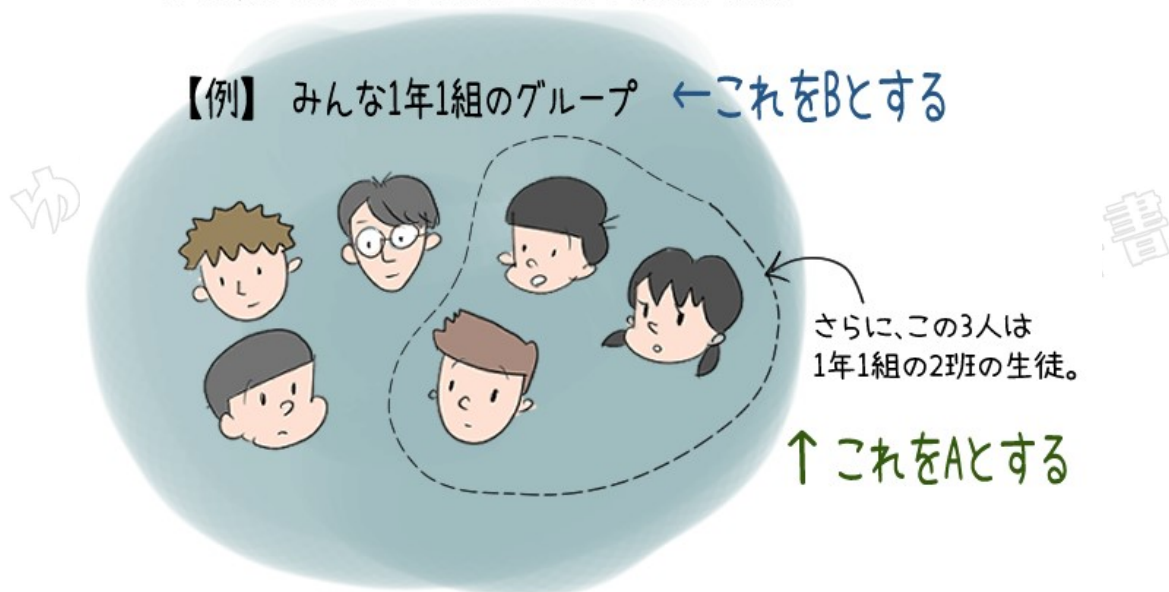 【例】 みんな1年1組のグループ ←これをBとする
さらに、この3人は
1年1組の2班の生徒。
↑これをAとする
ゆ
書